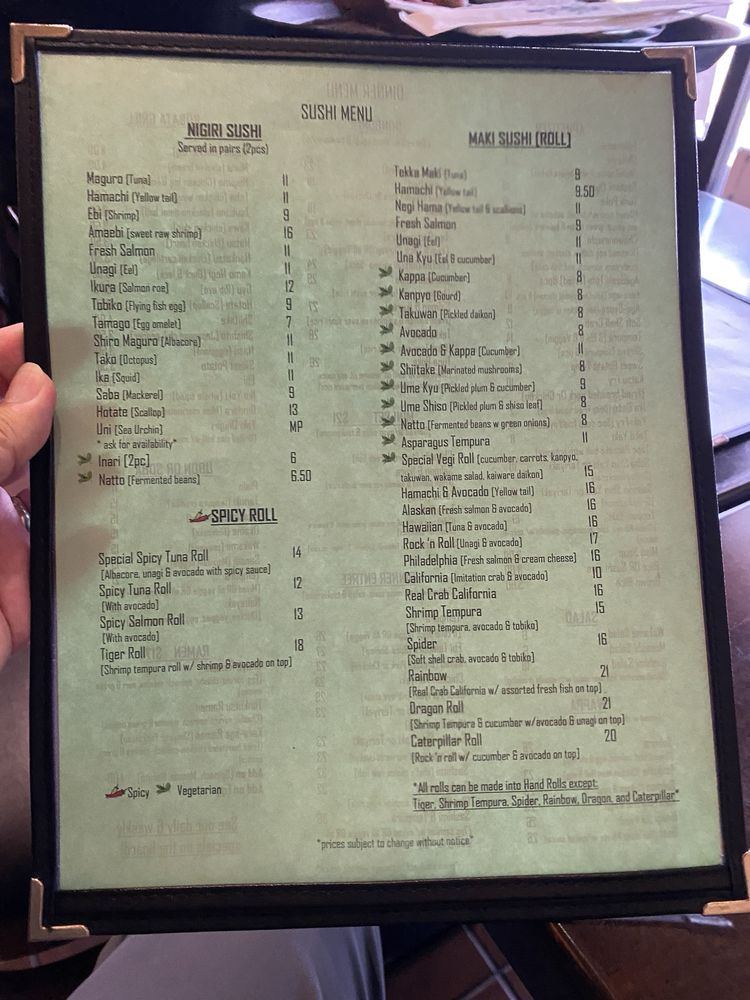 SUSHI MENU
NIGIRI SUSHI
Served in pairs (2pcs)
Maguro [Tuna] 11
Hamachi [Yellow tail] 11
Ebi [Shrimp] 9
Amaebi [sweet raw shrimp] 16
Fresh Salmon 11
Unagi [Eel] 11
Ikura [Salmon roe] 12
Tobiko [Flying fish egg] 9
Tamago [Egg omelet] 7
Shiro Maguro [Albacore] 11
Tako [Octopus] 11
Ika [Squid] 11
Saba [Mackerel] 9
Hotate [Scallop] 13
Uni [Sea Urchin] MP
* ask for availability*
Inari [2pc] 6
Natto [Fermented beans] 6.50
SPICY ROLL
Special Spicy Tuna Roll 14
[Albacore, unagi & avocado with spicy sauce]
Spicy Tuna Roll 12
[With avocado]
Spicy Salmon Roll 13
[With avocado]
Tiger Roll 18
[Shrimp tempura roll w/ shrimp & avocado on top]
Spicy Vegetarian
MAKI SUSHI [ROLL]
Tekka Maki [Tuna] 9
Hamachi [Yellow tail] 9.50
Negi Hama [Yellow tail & scallions] 11
Fresh Salmon 9
Unagi [Eel] 11
Una Kyu [Eel & cucumber] 11
Kappa [Cucumber] 8
Kanpyo [Gourd] 8
Takuwan [Pickled daikon] 8
Avocado 8
Avocado & Kappa [Cucumber] 11
Shiitake [Marinated mushrooms] 8
Ume Kyu [Pickled plum & cucumber] 9
Ume Shiso [Pickled plum & shiso leaf] 8
Natto [Fermented beans w green onions] 8
Asparagus Tempura 11
Special Vegi Roll [cucumber, carrots, kanpyo,
takuwan, wakame salad, kaiware daikon] 15
Hamachi & Avocado [Yellow tail] 16
Alaskan [Fresh salmon & avocado] 16
Hawaiian [Tuna & avocado] 16
Rock 'n Roll [Unagi & avocado] 17
Philadelphia [Fresh salmon & cream cheese] 16
California [Imitation crab & avocado] 10
Real Crab California 16
Shrimp Tempura 15
[Shrimp tempura, avocado & tobiko]
Spider 16
[Soft shell crab, avocado & tobiko]
Rainbow 21
[Real Crab California w/ assorted fresh fish on top]
Dragon Roll 21
[Shrimp Tempura & cucumber w/avocado & unagi on top]
Caterpillar Roll 20
[Rock 'n roll w/ cucumber & avocado on top]
*All rolls can be made into Hand Rolls except:
Tiger, Shrimp Tempura, Spider, Rainbow, Dragon, and Caterpillar*
*prices subject to change without notice*